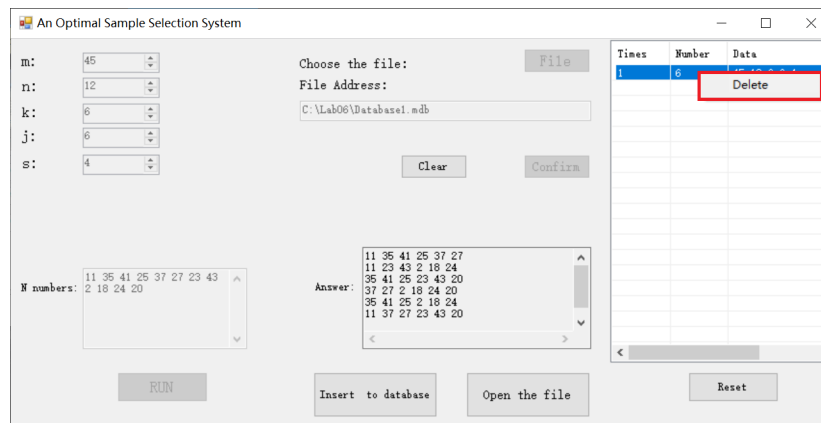 An Optimal Sample Selection System
m: 45
n: 12
k: 6
j: 6
s: 4
Choose the file: File
File Address:
C:\Lab06\Database1.mdb
Clear Confirm
N numbers:
11 35 41 25 37 27 23 43
2 18 24 20
Answer:
11 35 41 25 37 27
11 23 43 2 18 24
35 41 25 23 43 20
37 27 2 18 24 20
35 41 25 2 18 24
11 37 27 23 43 20
RUN
Insert to database
Open the file
Times Number Data
1 6
Delete
Reset